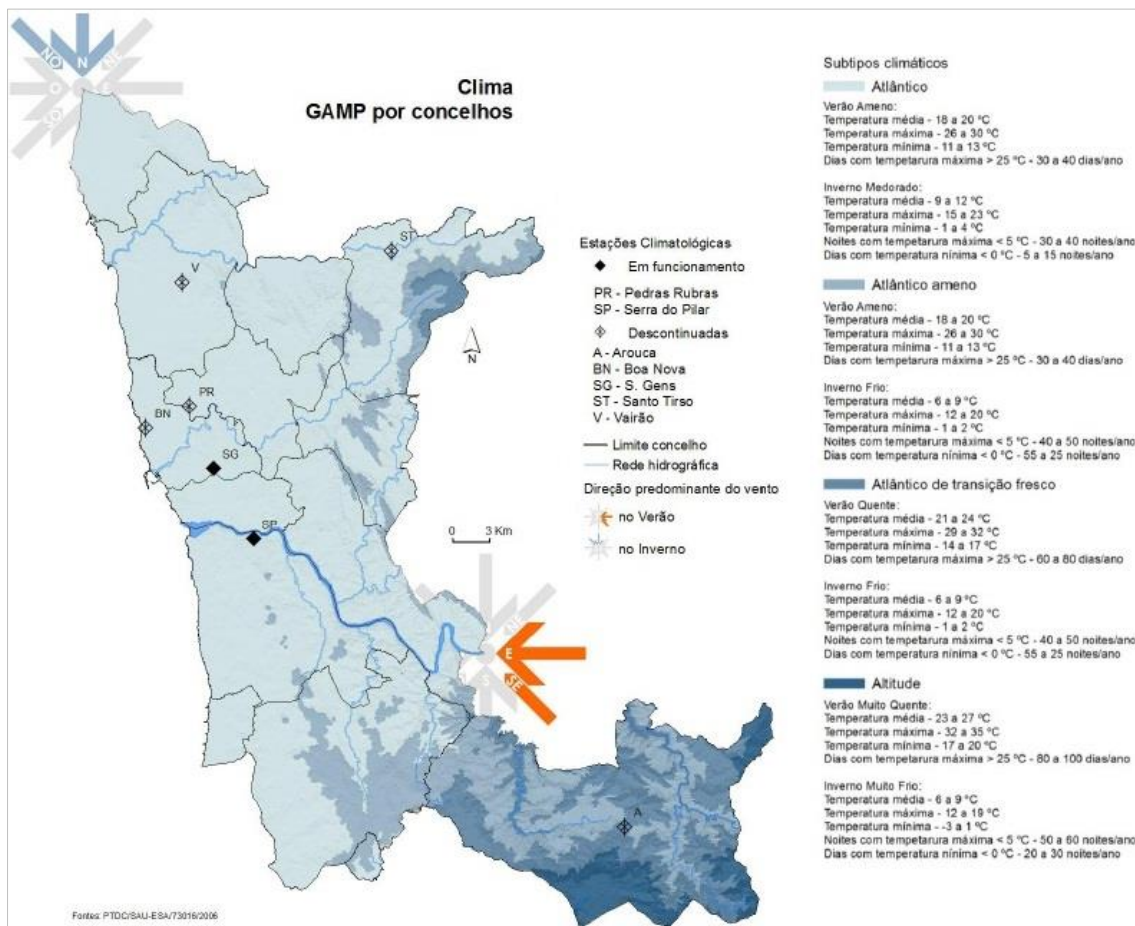 NO
N
NE
O
E
SO
Clima
GAMP por concelhos
ST
V
PR
BN
SG
SP
NE
E
S
SE
A
Estações Climatológicas
Em funcionamento
PR - Pedras Rubras
SP - Serra do Pilar
Descontinuadas
A - Arouca
BN - Boa Nova
SG - S. Gens
ST - Santo Tirso
V - Vairão
Limite concelho
Rede hidrográfica
Direção predominante do vento
no Verão
0 3 Km
no Inverno
N
Subtipos climáticos
Atlântico
Verão Ameno:
Temperatura média - 18 a 20 ºC
Temperatura máxima - 26 a 30 ºC
Temperatura mínima - 11 a 13 ºC
Dias com tempetarura máxima > 25 ºC - 30 a 40 dias/ano
Inverno Medorado:
Temperatura média - 9 a 12 ºC
Temperatura máxima - 15 a 23 ºC
Temperatura mínima - 1 a 4 ºC
Noites com tempetarura máxima < 5 ºC - 30 a 40 noites/ano
Dias com temperatura nínima < 0 ºC - 5 a 15 noites/ano
Atlântico ameno
Verão Ameno:
Temperatura média - 18 a 20 ºC
Temperatura máxima - 26 a 30 ºC
Temperatura mínima - 11 a 13 ºC
Dias com tempetarura máxima > 25 ºC - 30 a 40 dias/ano
Inverno Frio:
Temperatura média - 6 a 9 ºC
Temperatura máxima - 12 a 20 ºC
Temperatura mínima - 1 a 2 ºC
Noites com tempetarura máxima < 5 ºC - 40 a 50 noites/ano
Dias com temperatura nínima < 0 ºC - 55 a 25 noites/ano
Atlântico de transição fresco
Verão Quente:
Temperatura média - 21 a 24 ºC
Temperatura máxima - 29 a 32 ºC
Temperatura mínima - 14 a 17 ºC
Dias com tempetarura máxima > 25 ºC - 60 a 80 dias/ano
Inverno Frio:
Temperatura média - 6 a 9 ºC
Temperatura máxima - 12 a 20 ºC
Temperatura mínima - 1 a 2 ºC
Noites com tempetarura máxima < 5 ºC - 40 a 50 noites/ano
Dias com temperatura nínima < 0 ºC - 55 a 25 noites/ano
Altitude
Verão Muito Quente:
Temperatura média - 23 a 27 ºC
Temperatura máxima - 32 a 35 ºC
Temperatura mínima - 17 a 20 ºC
Dias com tempetarura máxima > 25 ºC - 80 a 100 dias/ano
Inverno Muito Frio:
Temperatura média - 6 a 9 ºC
Temperatura máxima - 12 a 19 ºC
Temperatura mínima - -3 a 1 ºC
Noites com tempetarura máxima < 5 ºC - 50 a 60 noites/ano
Dias com temperatura nínima < 0 ºC - 20 a 30 noites/ano
Fontes: PTDC/SAU-ESA/73016/2006